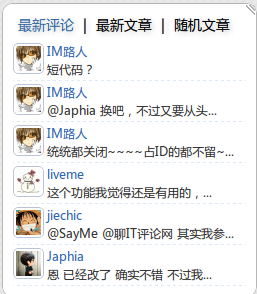 最新评论 | 最新文章 | 随机文章
IM路人
短代码？
IM路人
@Japhia 换吧，不过又要从头...
IM路人
统统都关闭~~~~占ID的都不留~...
liveme
这个功能我觉得还是有用的，...
jiechic
@SayMe @聊IT评论网 其实我参...
Japhia
恩 已经改了 确实不错 不过我...